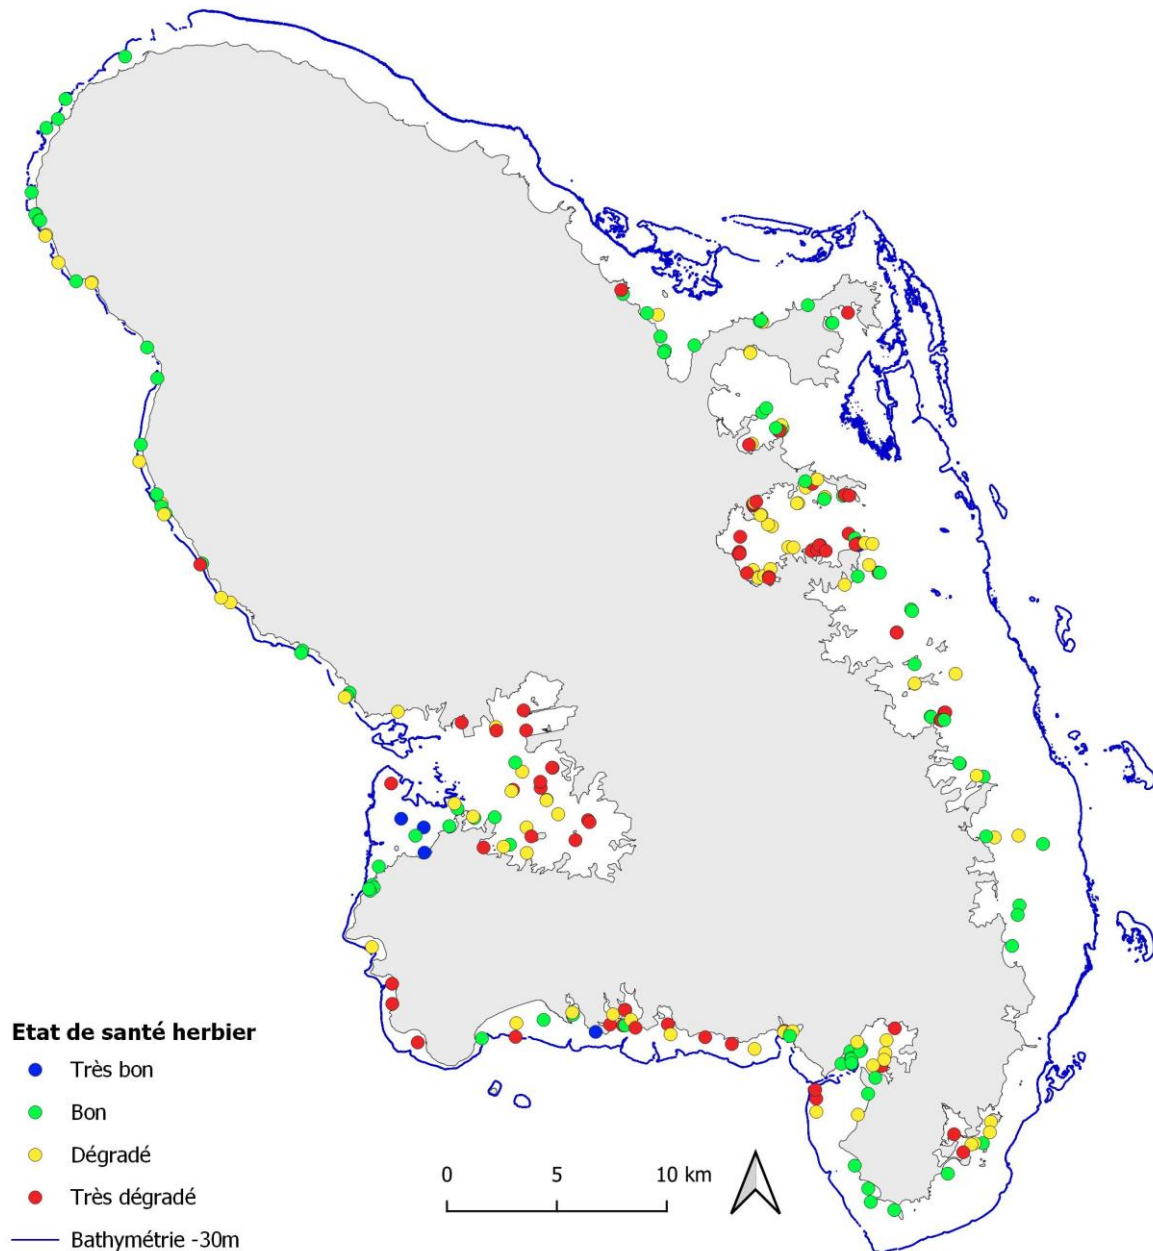 Etat de santé herbier
Très bon
Bon
Dégradé
Très dégradé
Bathymétrie -30m
0 5 10 km